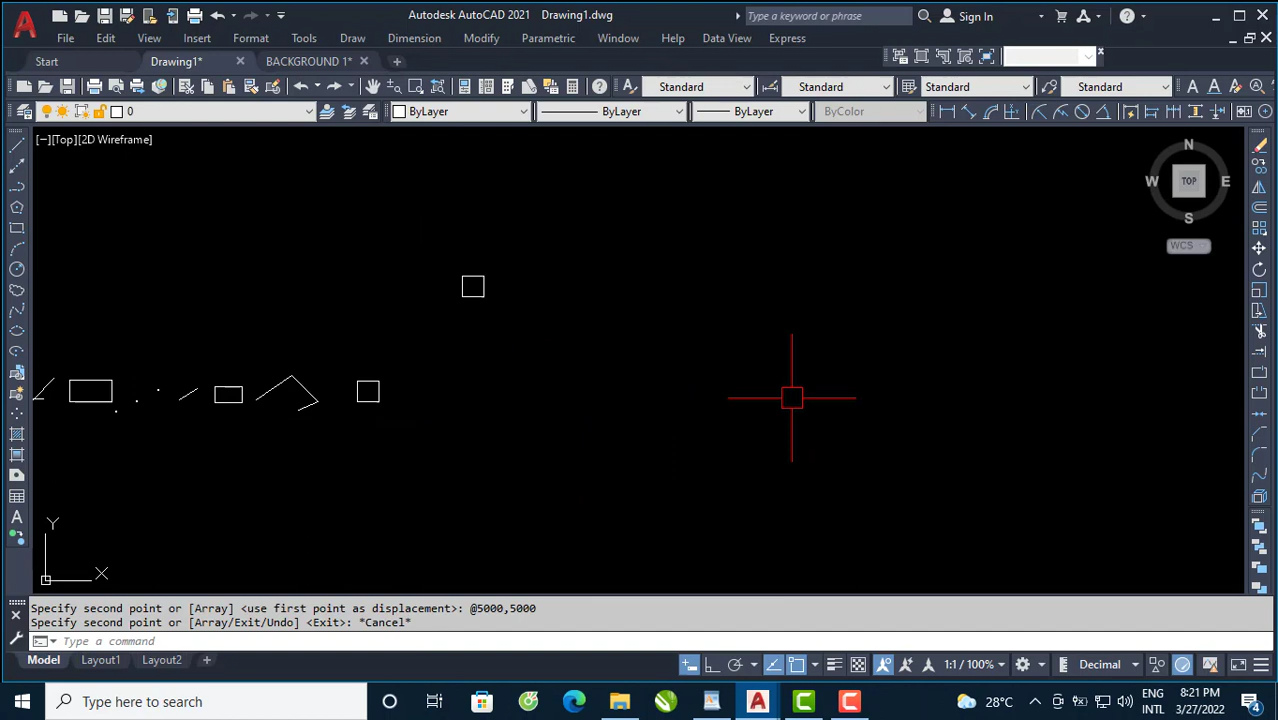 Autodesk AutoCAD 2021 Drawing1.dwg
Type a keyword or phrase
Sign In
File Edit View Insert Format Tools Draw Dimension Modify Parametric Window Help Data View Express
Start Drawing1* BACKGROUND 1*
Standard Standard Standard Standard
0 ByLayer ByLayer ByLayer ByColor
[−][Top][2D Wireframe]
N
W TOP E
S
WCS
Y
X
Specify second point or [Array] <use first point as displacement>: @5000,5000
Specify second point or [Array/Exit/Undo] <Exit>: *Cancel*
Type a command
Model Layout1 Layout2 + 1:1 / 100% Decimal
Type here to search
28°C
ENG
INTL
8:21 PM
3/27/2022
4